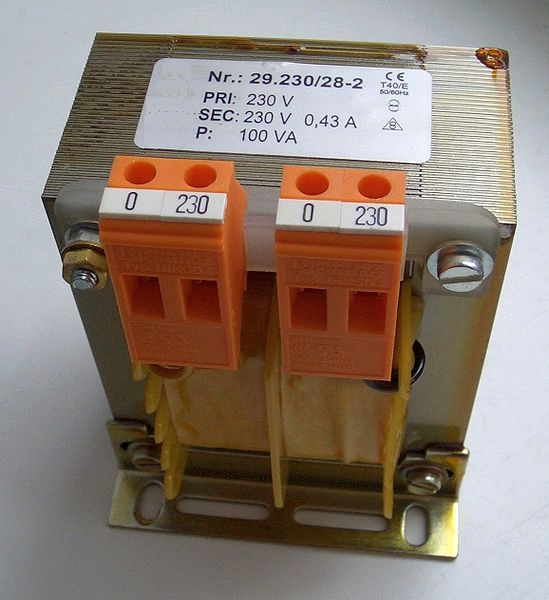 Nr.: 29.230/28-2
CE
T40/E
50/60Hz
PRI: 230 V
SEC: 230 V 0,43 A
P: 100 VA
0 230
0 230